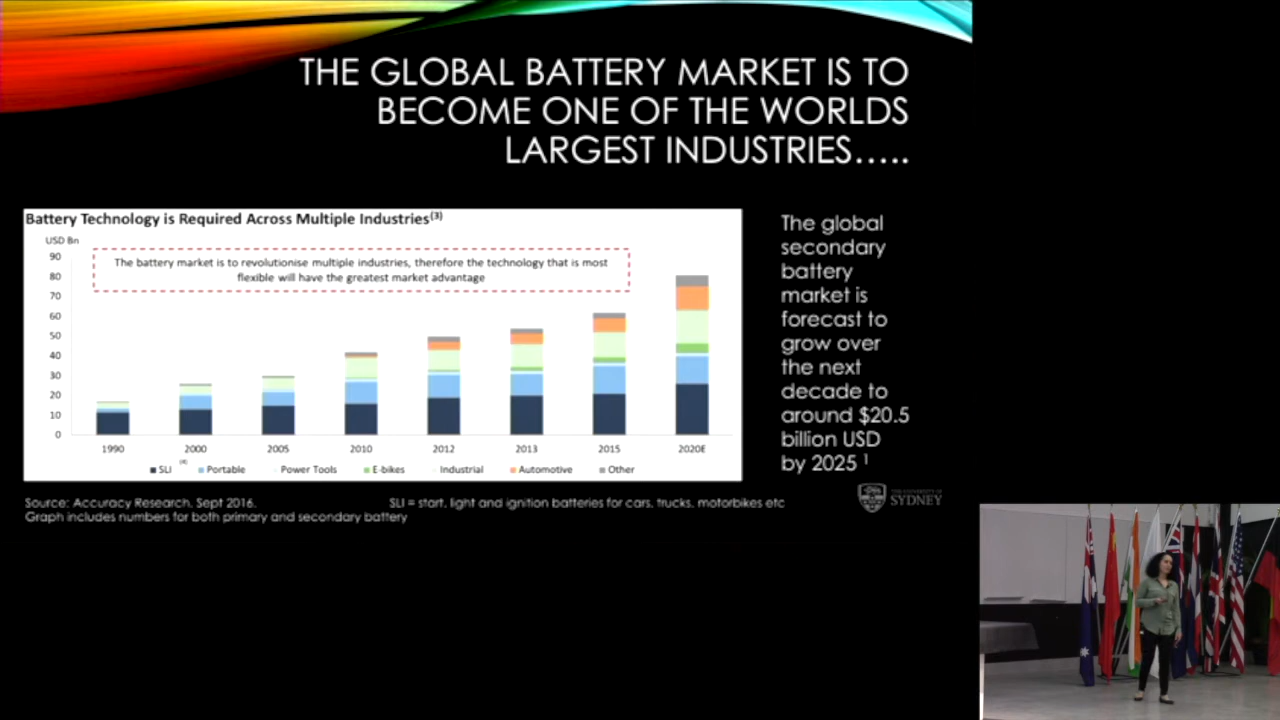 THE GLOBAL BATTERY MARKET IS TO
BECOME ONE OF THE WORLDS
LARGEST INDUSTRIES.....
Battery Technology is Required Across Multiple Industries(3)
USD Bn
The battery market is to revolutionise multiple industries, therefore the technology that is most
flexible will have the greatest market advantage
90
80
70
60
50
40
30
20
10
0
1990 2000 2005 2010 2012 2013 2015 2020E
SLI (4) Portable Power Tools E-bikes Industrial Automotive Other
The global
secondary
battery
market is
forecast to
grow over
the next
decade to
around $20.5
billion USD
by 2025 1
Source: Accuracy Research. Sept 2016. SLI = start, light and ignition batteries for cars, trucks, motorbikes etc
Graph includes numbers for both primary and secondary battery
THE UNIVERSITY OF
SYDNEY